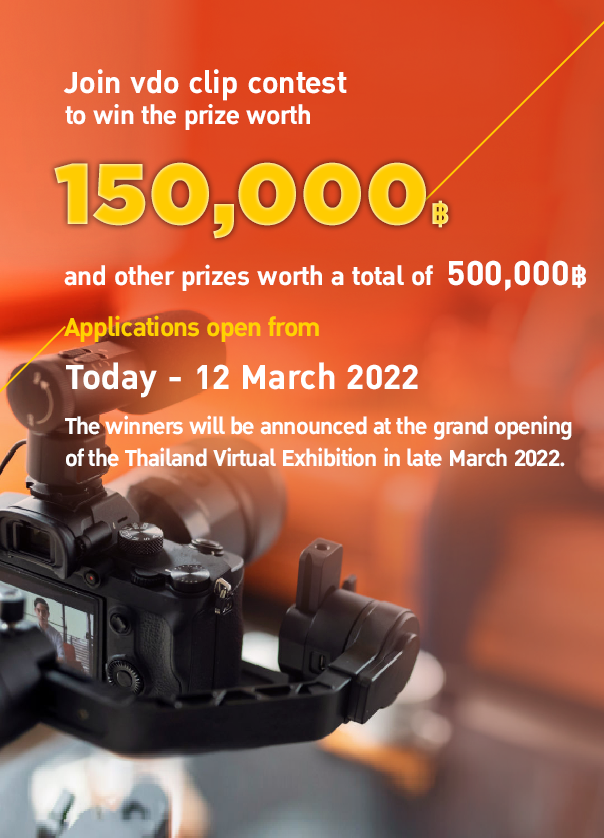 Join vdo clip contest
to win the prize worth
150,000฿
and other prizes worth a total of 500,000฿
Applications open from
Today - 12 March 2022
The winners will be announced at the grand opening
of the Thailand Virtual Exhibition in late March 2022.